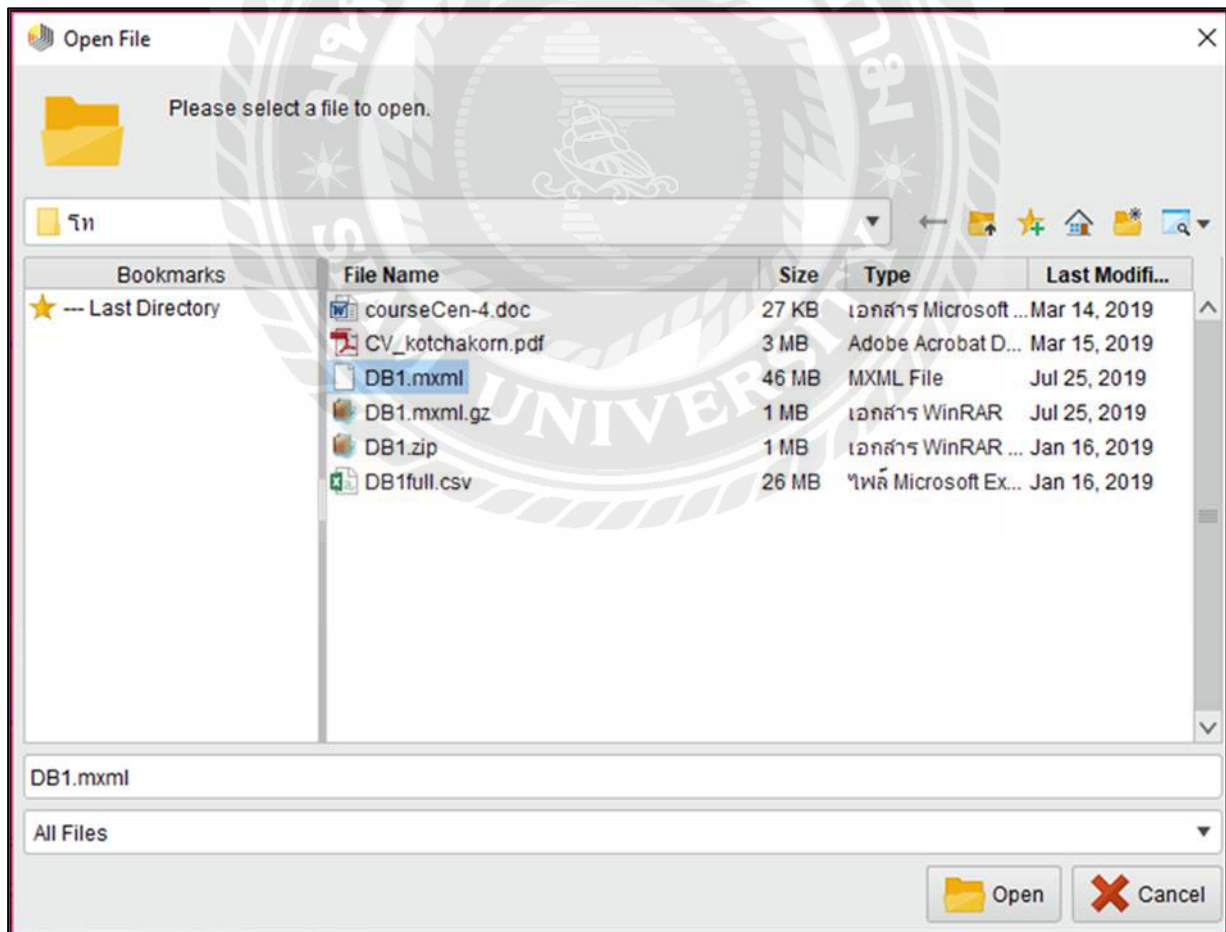 Open File
Please select a file to open.
โท
Bookmarks File Name Size Type Last Modifi...
--- Last Directory
courseCen-4.doc 27 KB เอกสาร Microsoft ... Mar 14, 2019
CV_kotchakorn.pdf 3 MB Adobe Acrobat D... Mar 15, 2019
DB1.mxml 46 MB MXML File Jul 25, 2019
DB1.mxml.gz 1 MB เอกสาร WinRAR Jul 25, 2019
DB1.zip 1 MB เอกสาร WinRAR ... Jan 16, 2019
DB1full.csv 26 MB ไฟล์ Microsoft Ex... Jan 16, 2019
UNIVERSITY
DB1.mxml
All Files
Open Cancel